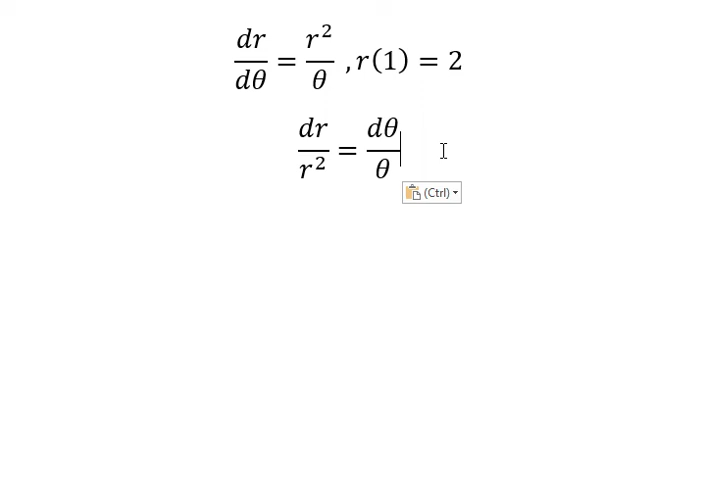 dr/dθ = r²/θ , r(1) = 2
dr/r² = dθ/θ
(Ctrl)